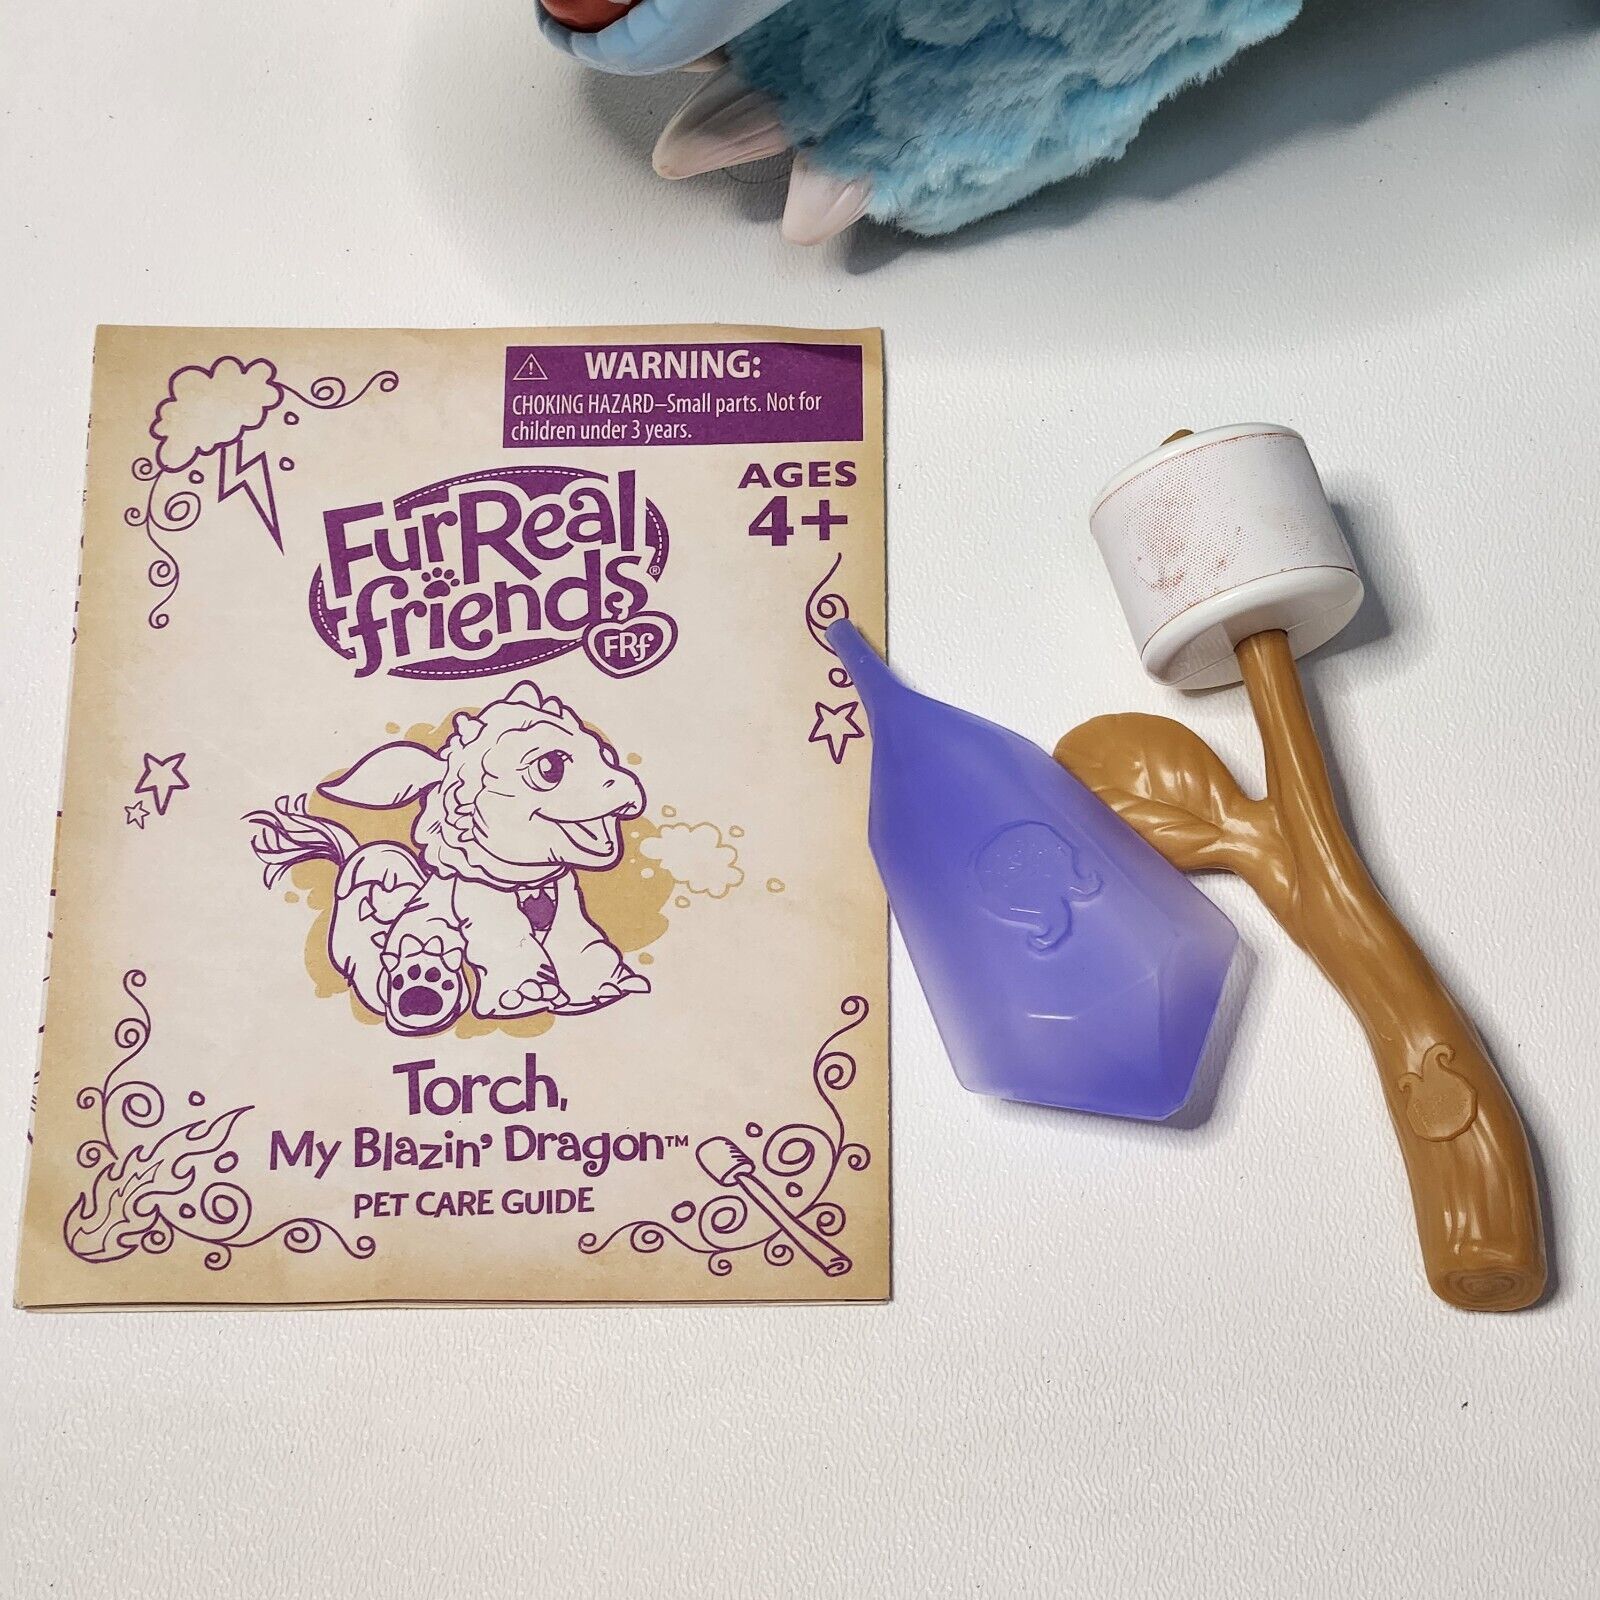 WARNING:
CHOKING HAZARD–Small parts. Not for
children under 3 years.
AGES
4+
FurReal
friends®
FRf
Torch,
My Blazin' Dragon™
PET CARE GUIDE